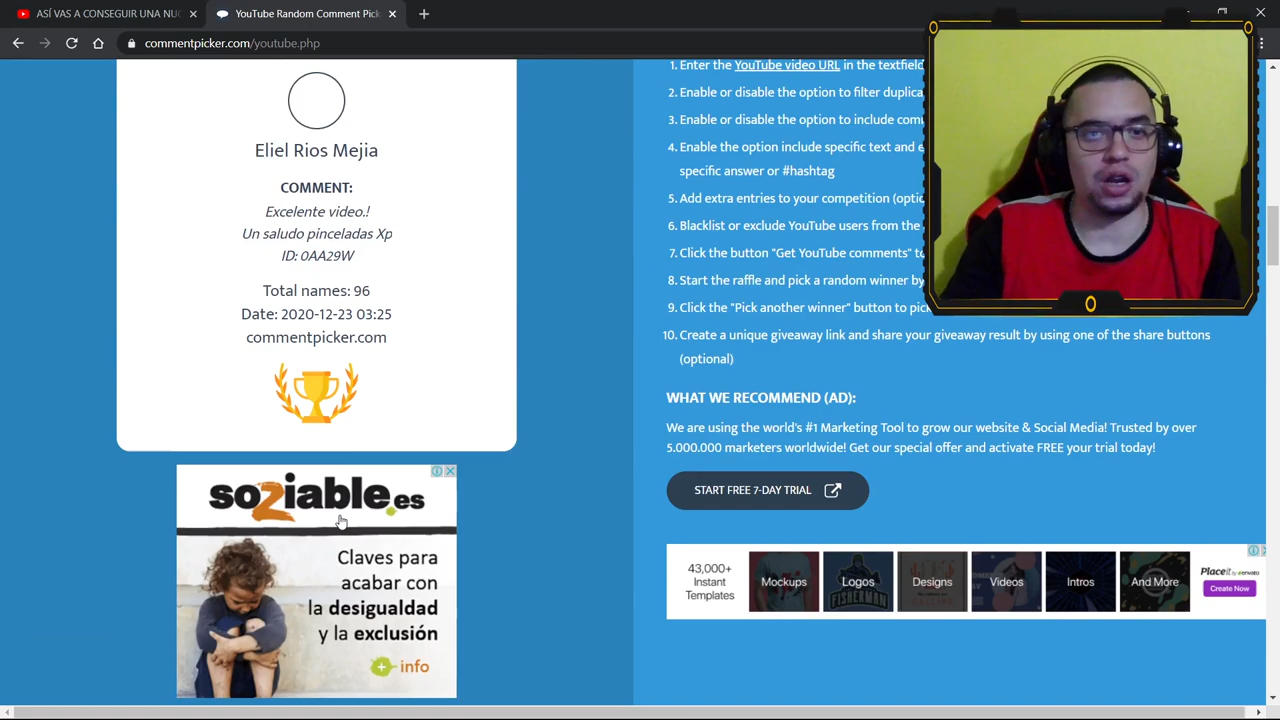 ASÍ VAS A CONSEGUIR UNA NU
YouTube Random Comment Pick
commentpicker.com/youtube.php
Eliel Rios Mejia
COMMENT:
Excelente video.!
Un saludo pinceladas Xp
ID: 0AA29W
Total names: 96
Date: 2020-12-23 03:25
commentpicker.com
soziable.es
Claves para
acabar con
la desigualdad
y la exclusión
+ info
1. Enter the YouTube video URL in the textfield
2. Enable or disable the option to filter duplica
3. Enable or disable the option to include com
4. Enable the option include specific text and e
specific answer or #hashtag
5. Add extra entries to your competition (optio
6. Blacklist or exclude YouTube users from the
7. Click the button "Get YouTube comments" to
8. Start the raffle and pick a random winner by
9. Click the "Pick another winner" button to pic
10. Create a unique giveaway link and share your giveaway result by using one of the share buttons
(optional)
WHAT WE RECOMMEND (AD):
We are using the world's #1 Marketing Tool to grow our website & Social Media! Trusted by over
5.000.000 marketers worldwide! Get our special offer and activate FREE your trial today!
START FREE 7-DAY TRIAL
43,000+
Instant
Templates
Mockups
Logos
FISHERMAN
Designs
Videos
Intros
And More
Placeit by envato
Create Now